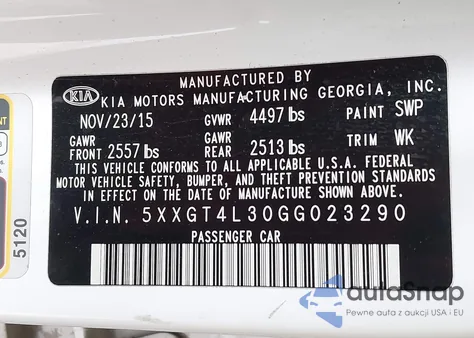 MANUFACTURED BY
KIA KIA MOTORS MANUFACTURING GEORGIA, INC.
NOV/23/15 GVWR 4497 lbs PAINT SWP
GAWR FRONT 2557 lbs GAWR REAR 2513 lbs TRIM WK
THIS VEHICLE CONFORMS TO ALL APPLICABLE U.S.A. FEDERAL
MOTOR VEHICLE SAFETY, BUMPER, AND THEFT PREVENTION STANDARDS
IN EFFECT ON THE DATE OF MANUFACTURE SHOWN ABOVE.
V.I.N. 5XXGT4L30GG023290
PASSENGER CAR
5120
autoSnap
Pewne auta z aukcji USA i EU